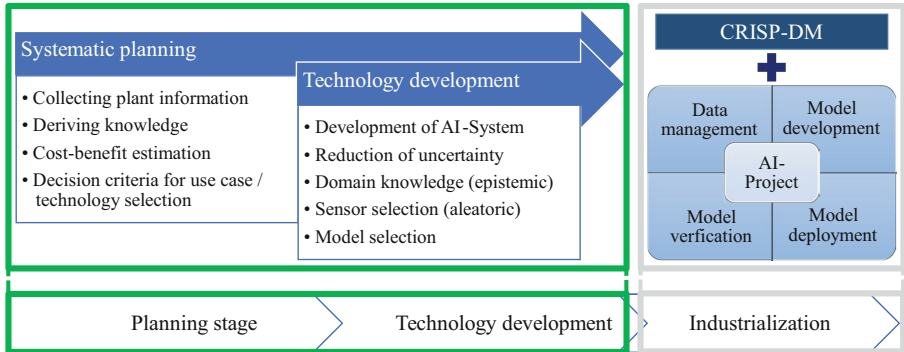 Systematic planning
• Collecting plant information
• Deriving knowledge
• Cost-benefit estimation
• Decision criteria for use case /
technology selection
Technology development
• Development of AI-System
• Reduction of uncertainty
• Domain knowledge (epistemic)
• Sensor selection (aleatoric)
• Model selection
CRISP-DM
Data
management
Model
development
AI-
Project
Model
verfication
Model
deployment
Planning stage
Technology development
Industrialization